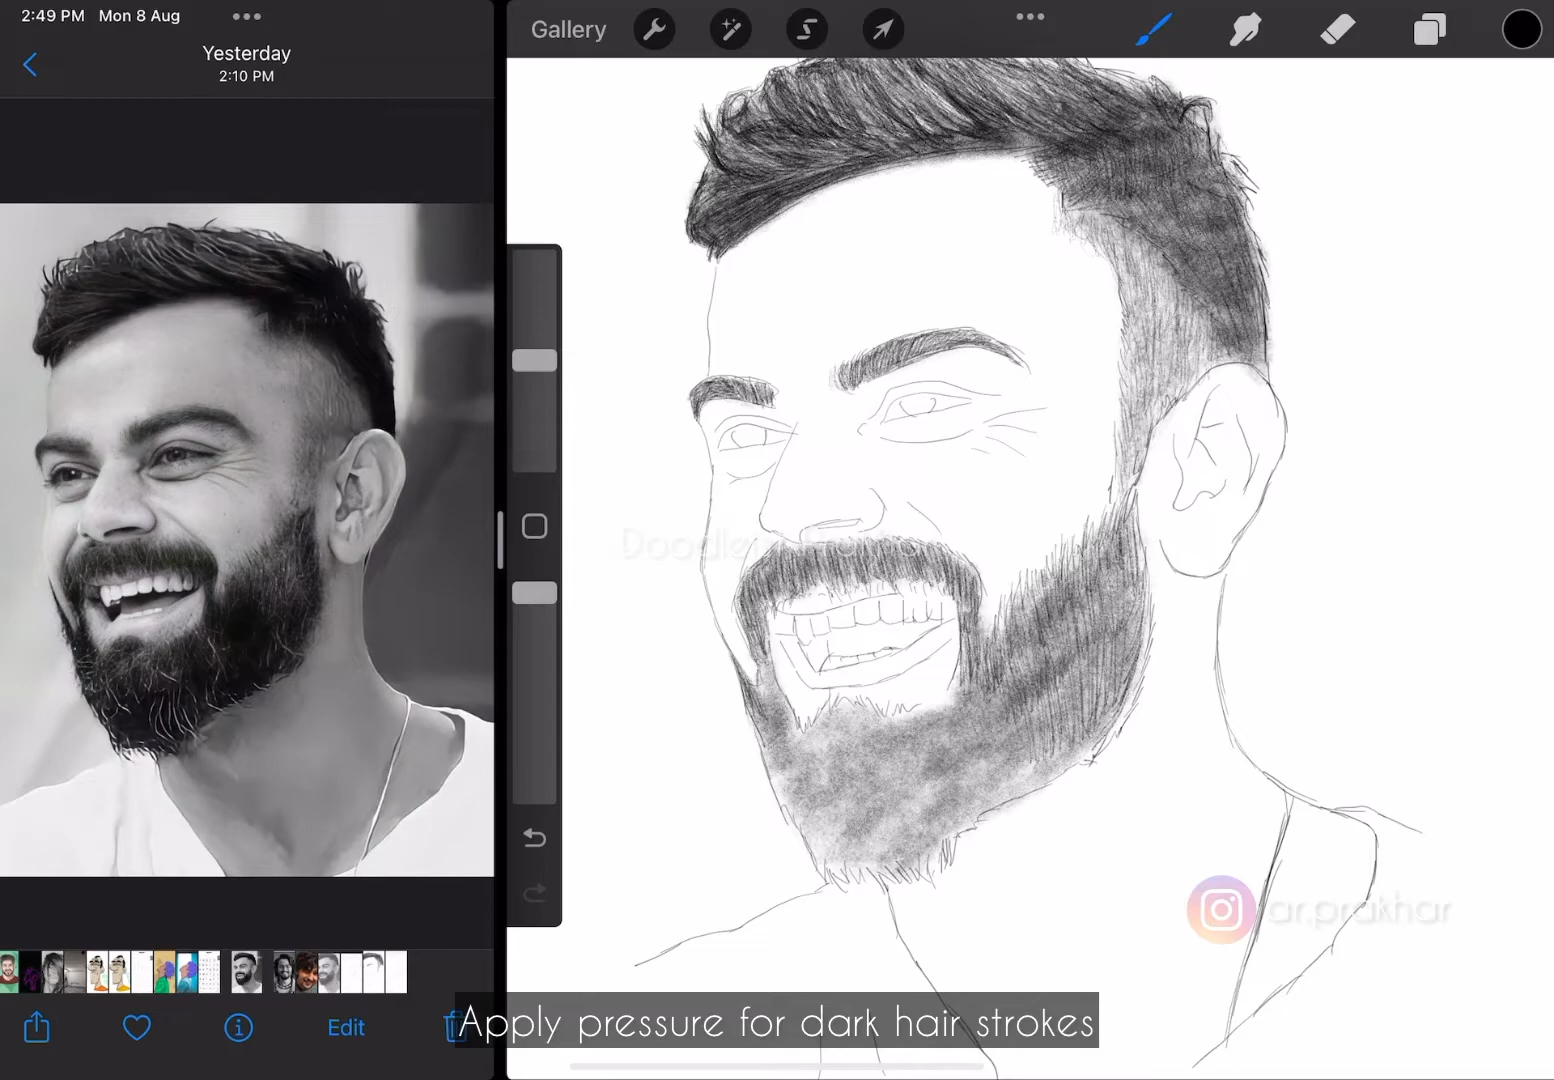 2:49 PM Mon 8 Aug
Yesterday
2:10 PM
Edit
Gallery
ar.prakhar
Apply pressure for dark hair strokes